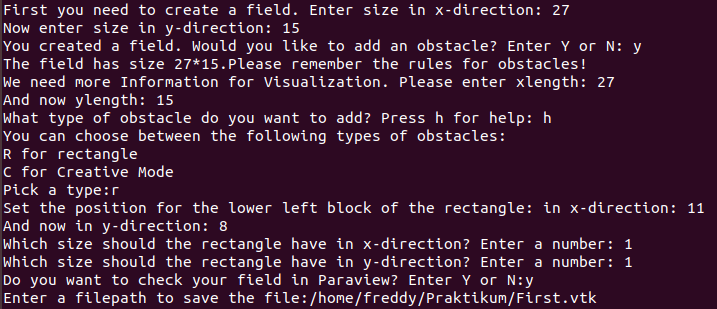 First you need to create a field. Enter size in x-direction: 27
Now enter size in y-direction: 15
You created a field. Would you like to add an obstacle? Enter Y or N: y
The field has size 27*15.Please remember the rules for obstacles!
We need more Information for Visualization. Please enter xlength: 27
And now ylength: 15
What type of obstacle do you want to add? Press h for help: h
You can choose between the following types of obstacles:
R for rectangle
C for Creative Mode
Pick a type:r
Set the position for the lower left block of the rectangle: in x-direction: 11
And now in y-direction: 8
Which size should the rectangle have in x-direction? Enter a number: 1
Which size should the rectangle have in y-direction? Enter a number: 1
Do you want to check your field in Paraview? Enter Y or N:y
Enter a filepath to save the file:/home/freddy/Praktikum/First.vtk